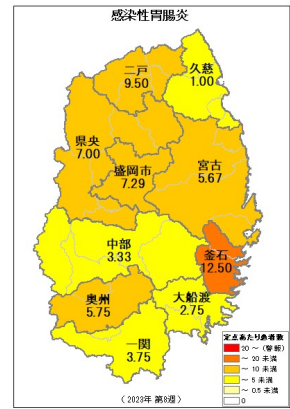 感染性胃腸炎
二戸
9.50
久慈
1.00
県央
7.00
盛岡市
7.29
宮古
5.67
中部
3.33
釜石
12.50
奥州
5.75
大船渡
2.75
一関
3.75
定点あたり患者数
20 ～ (警報)
～ 20 未満
～ 10 未満
～ 5 未満
～ 0.5 未満
0
( 2023年 第8週 )